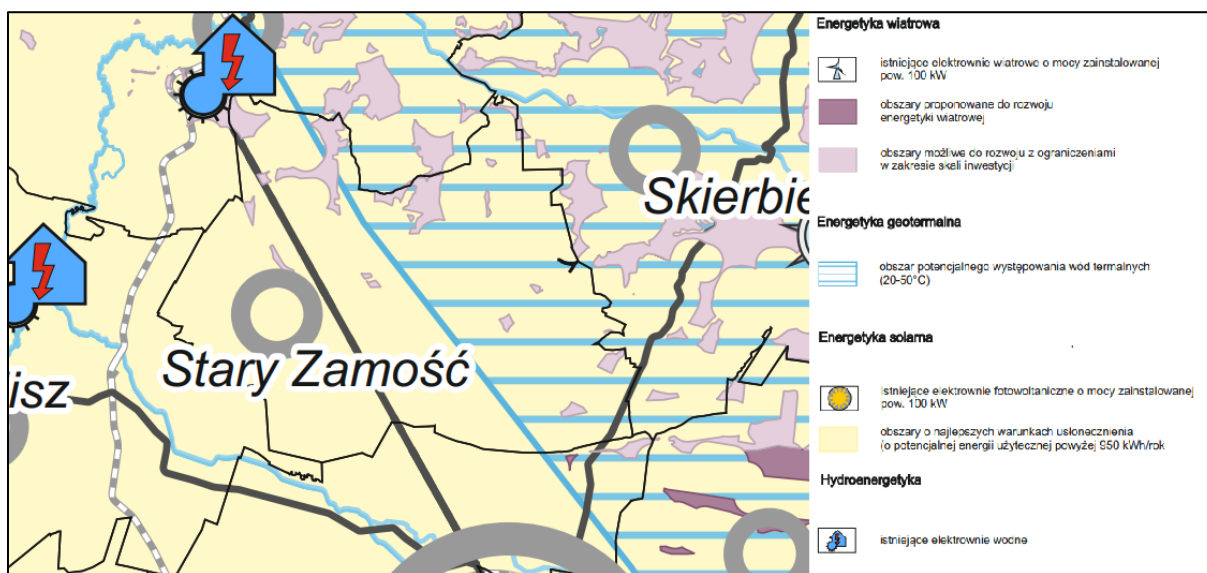 Skierbie
Stary Zamość
isz
Energetyka wiatrowa
istniejące elektrownie wiatrowe o mocy zainstalowanej
pow. 100 kW
obszary proponowane do rozwoju
energetyki wiatrowej
obszary możliwe do rozwoju z ograniczeniami
w zakresie skali inwestycji
Energetyka geotermalna
obszar potencjalnego występowania wód termalnych
(20-50°C)
Energetyka solarna
istniejące elektrownie fotowoltaiczne o mocy zainstalowanej
pow. 100 kW
obszary o najlepszych warunkach usłonecznienia
(o potencjalnej energii użytecznej powyżej 950 kWh/rok
Hydroenergetyka
istniejące elektrownie wodne